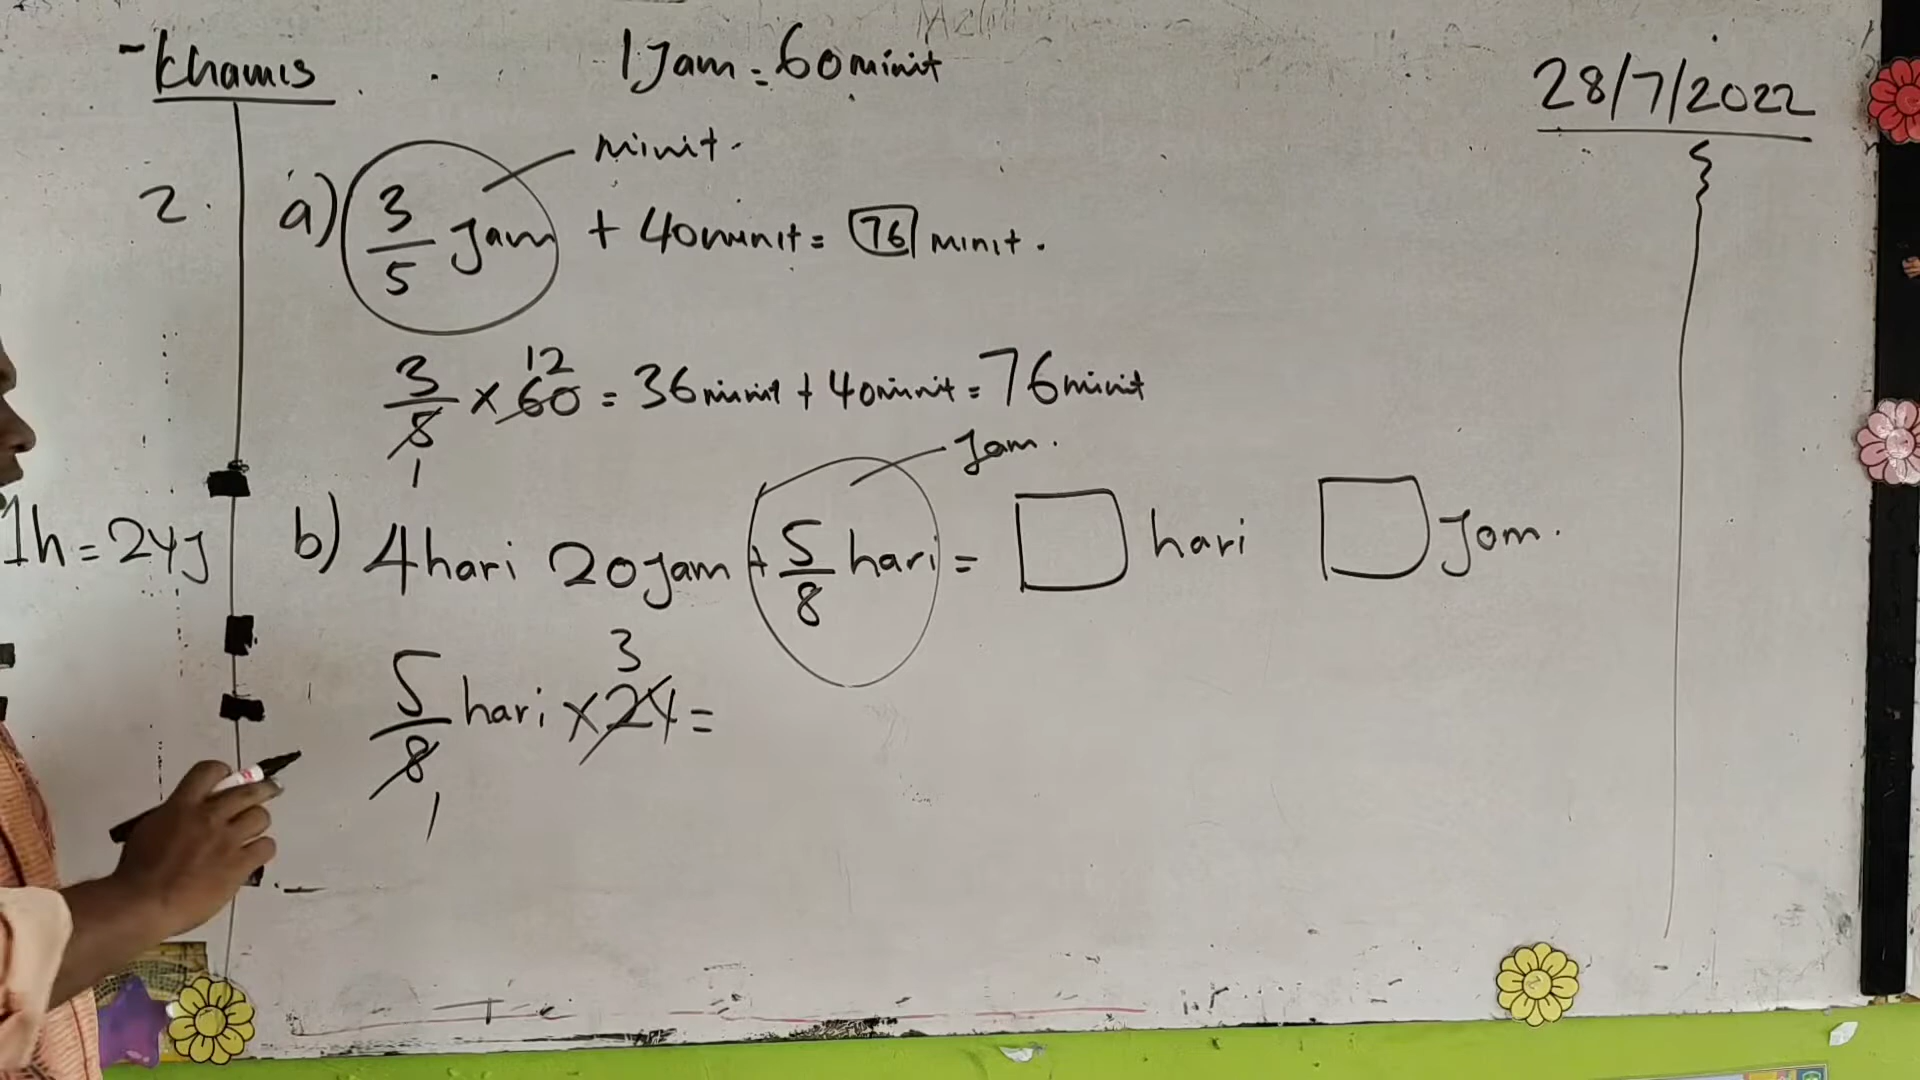 Khamis
1 Jam = 60 minit
28/7/2022
minit.
2. a) 3/5 Jam + 40 minit = 76 minit.
3/5 × 60 = 36 minit + 40 minit = 76 minit
12
1
Jam.
1h = 24j
b) 4 hari 20 jam + 5/8 hari = □ hari □ Jam.
3
5/8 hari × 24 =
1